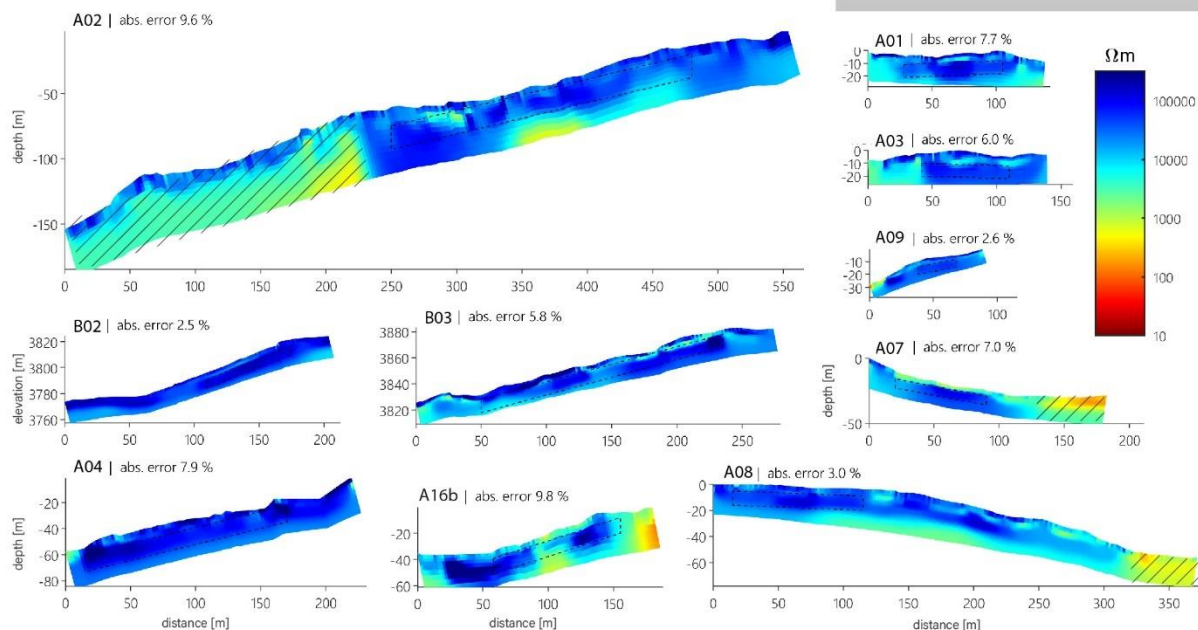 A02 | abs. error 9.6 %
depth [m]
-50
-100
-150
0 50 100 150 200 250 300 350 400 450 500 550
A01 | abs. error 7.7 %
0
-10
-20
0 50 100
A03 | abs. error 6.0 %
0
-10
-20
0 50 100 150
A09 | abs. error 2.6 %
-10
-20
-30
0 50 100
Ωm
100000
10000
1000
100
10
B02 | abs. error 2.5 %
elevation [m]
3820
3800
3780
3760
0 50 100 150 200
B03 | abs. error 5.8 %
3880
3860
3840
3820
0 50 100 150 200 250
A07 | abs. error 7.0 %
depth [m]
0
-50
0 50 100 150 200
A04 | abs. error 7.9 %
depth [m]
-20
-40
-60
-80
0 50 100 150 200
distance [m]
A16b | abs. error 9.8 %
-20
-40
-60
0 50 100 150
distance [m]
A08 | abs. error 3.0 %
0
-20
-40
-60
0 50 100 150 200 250 300 350
distance [m]